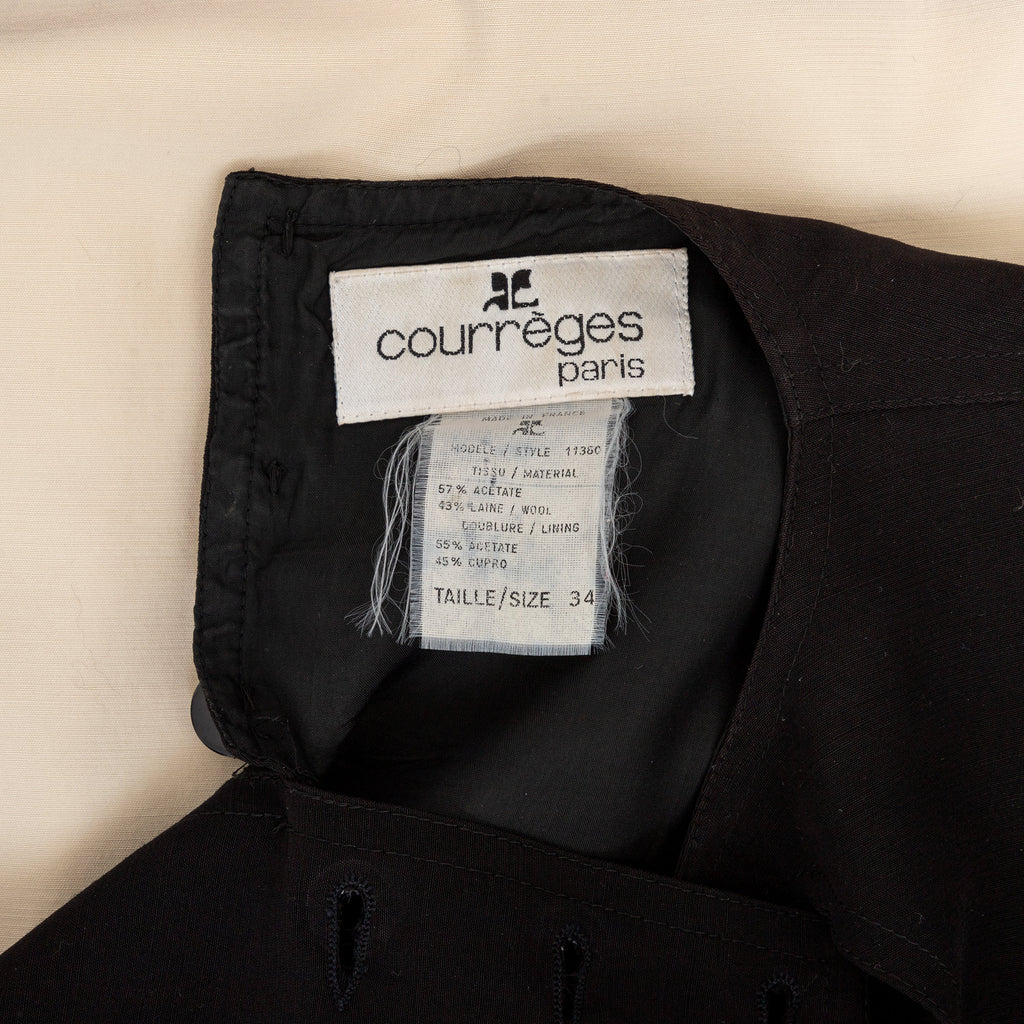 courrèges
paris
MADE IN FRANCE
MODELE / STYLE 11380
TISSU / MATERIAL
57% ACETATE
43% LAINE / WOOL
DOUBLURE / LINING
55% ACETATE
45% CUPRO
TAILLE/SIZE 34